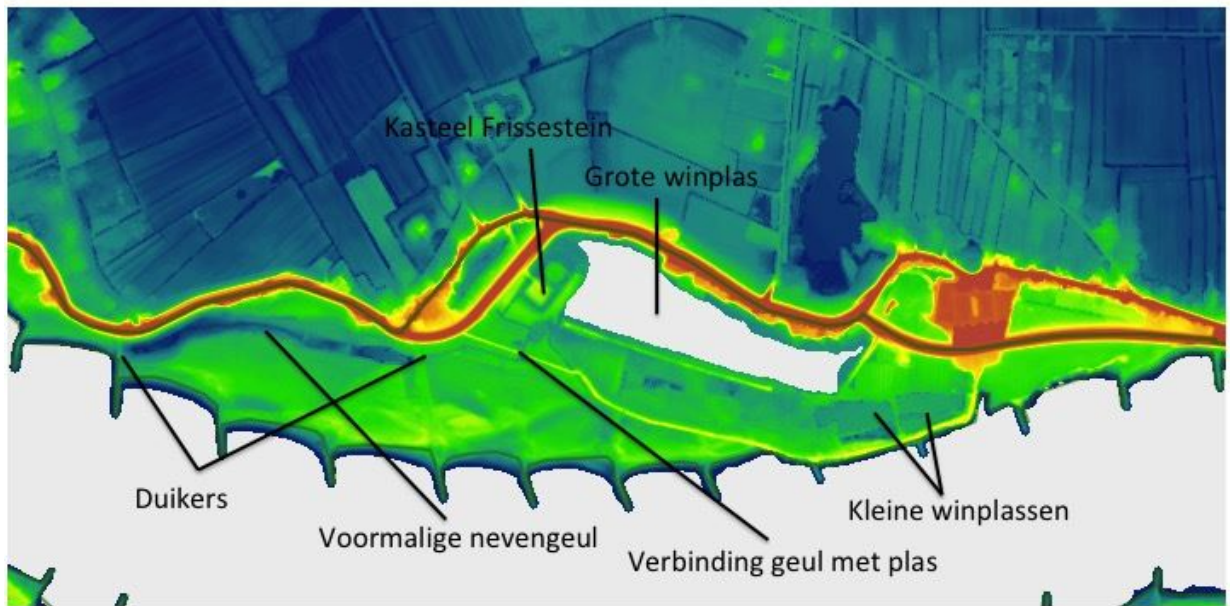 Kasteel Frissestein
Grote winplas
Duikers
Voormalige nevengeul
Verbinding geul met plas
Kleine winplassen